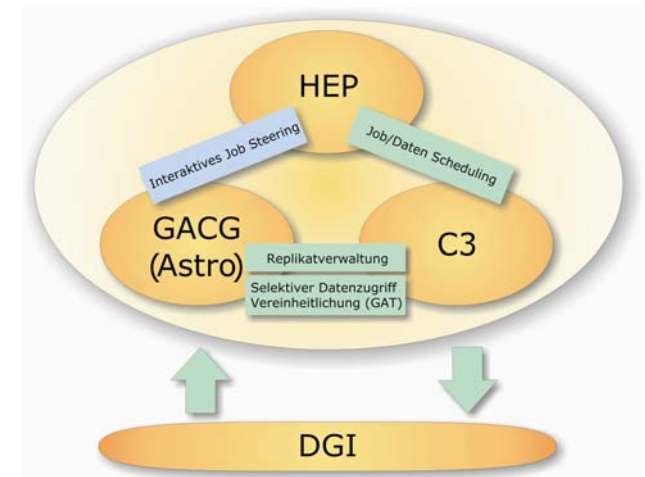 HEP
Interaktives Job Steering
Job/Daten Scheduling
GACG
(Astro)
C3
Replikatverwaltung
Selektiver Datenzugriff
Vereinheitlichung (GAT)
DGI